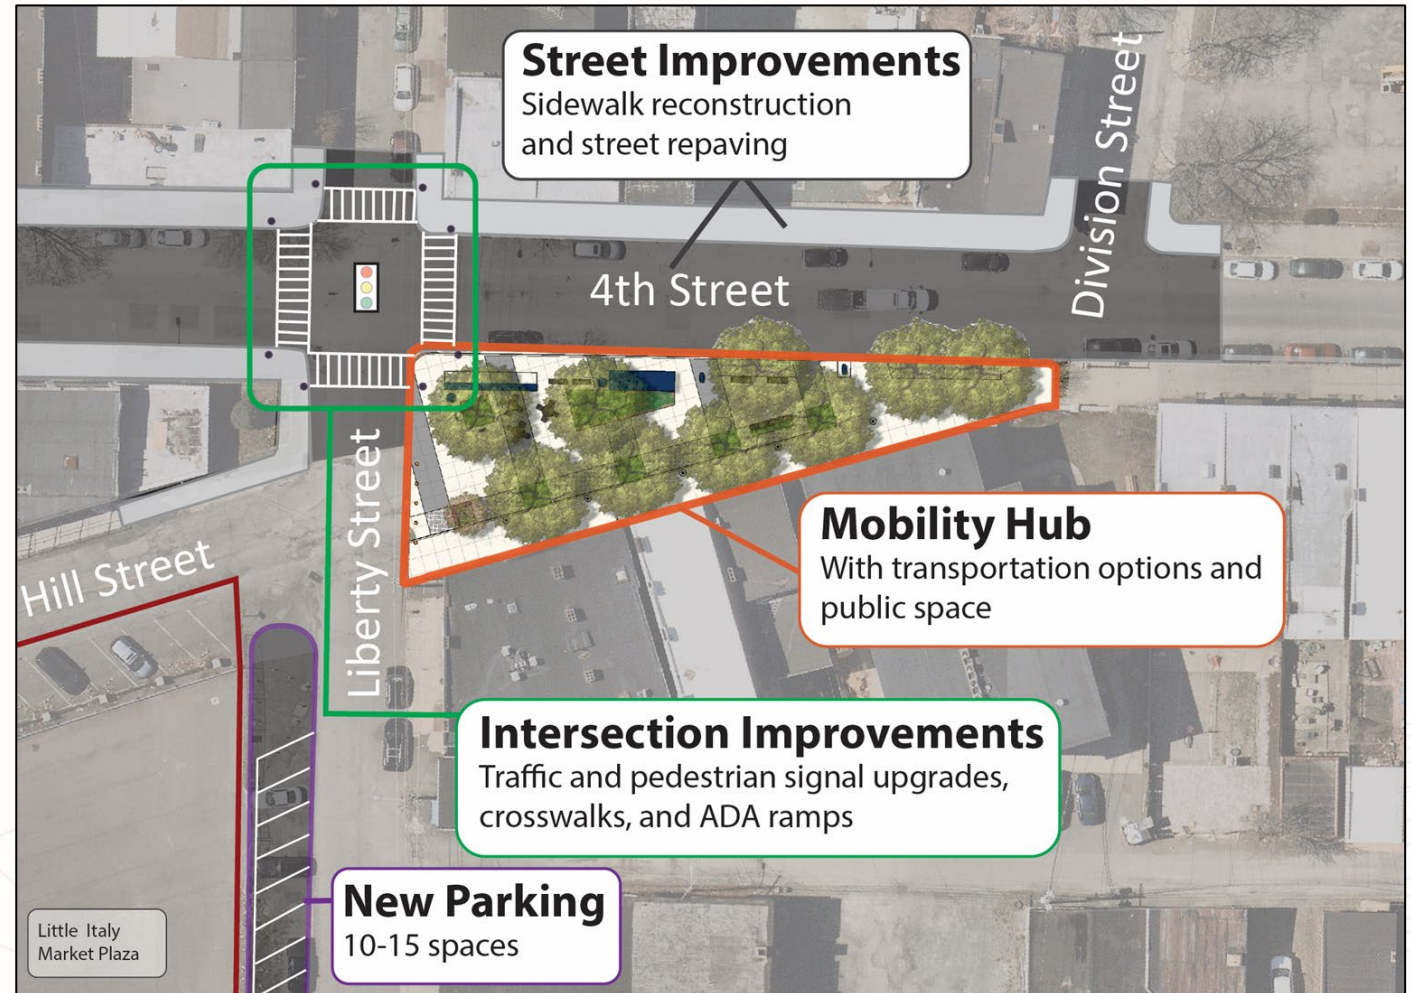 Street Improvements
Sidewalk reconstruction
and street repaving
Division Street
4th Street
Mobility Hub
With transportation options and
public space
Hill Street
Liberty Street
Intersection Improvements
Traffic and pedestrian signal upgrades,
crosswalks, and ADA ramps
New Parking
10-15 spaces
Little Italy
Market Plaza